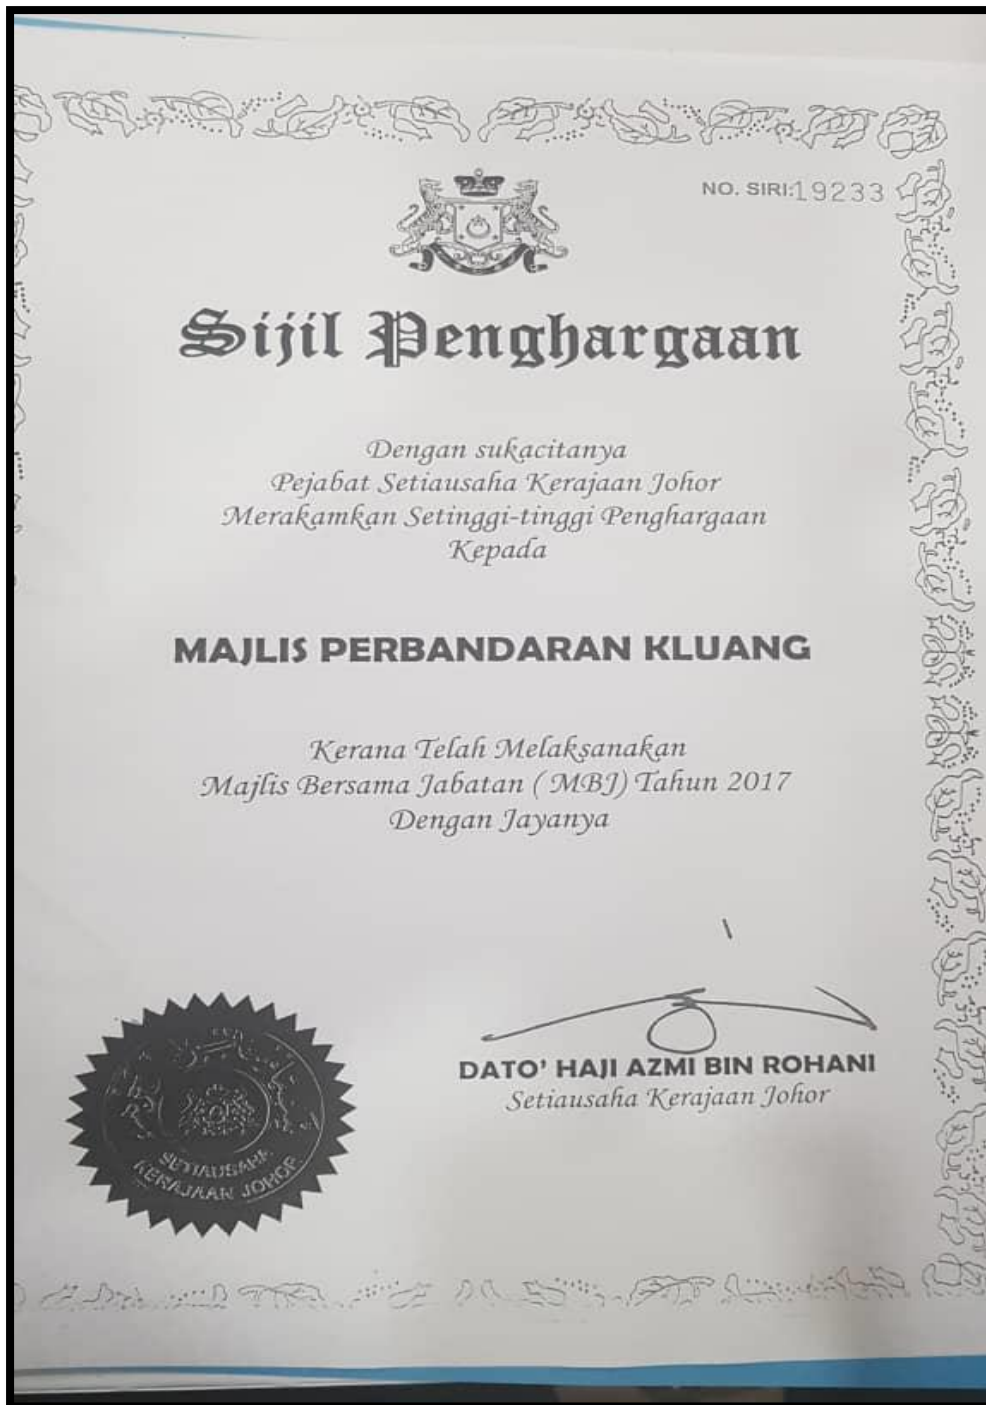 NO. SIRI:19233
Sijil Penghargaan
Dengan sukacitanya
Pejabat Setiausaha Kerajaan Johor
Merakamkan Setinggi-tinggi Penghargaan
Kepada
MAJLIS PERBANDARAN KLUANG
Kerana Telah Melaksanakan
Majlis Bersama Jabatan ( MBJ) Tahun 2017
Dengan Jayanya
DATO' HAJI AZMI BIN ROHANI
Setiausaha Kerajaan Johor
SETIAUSAHA
KERAJAAN JOHOR